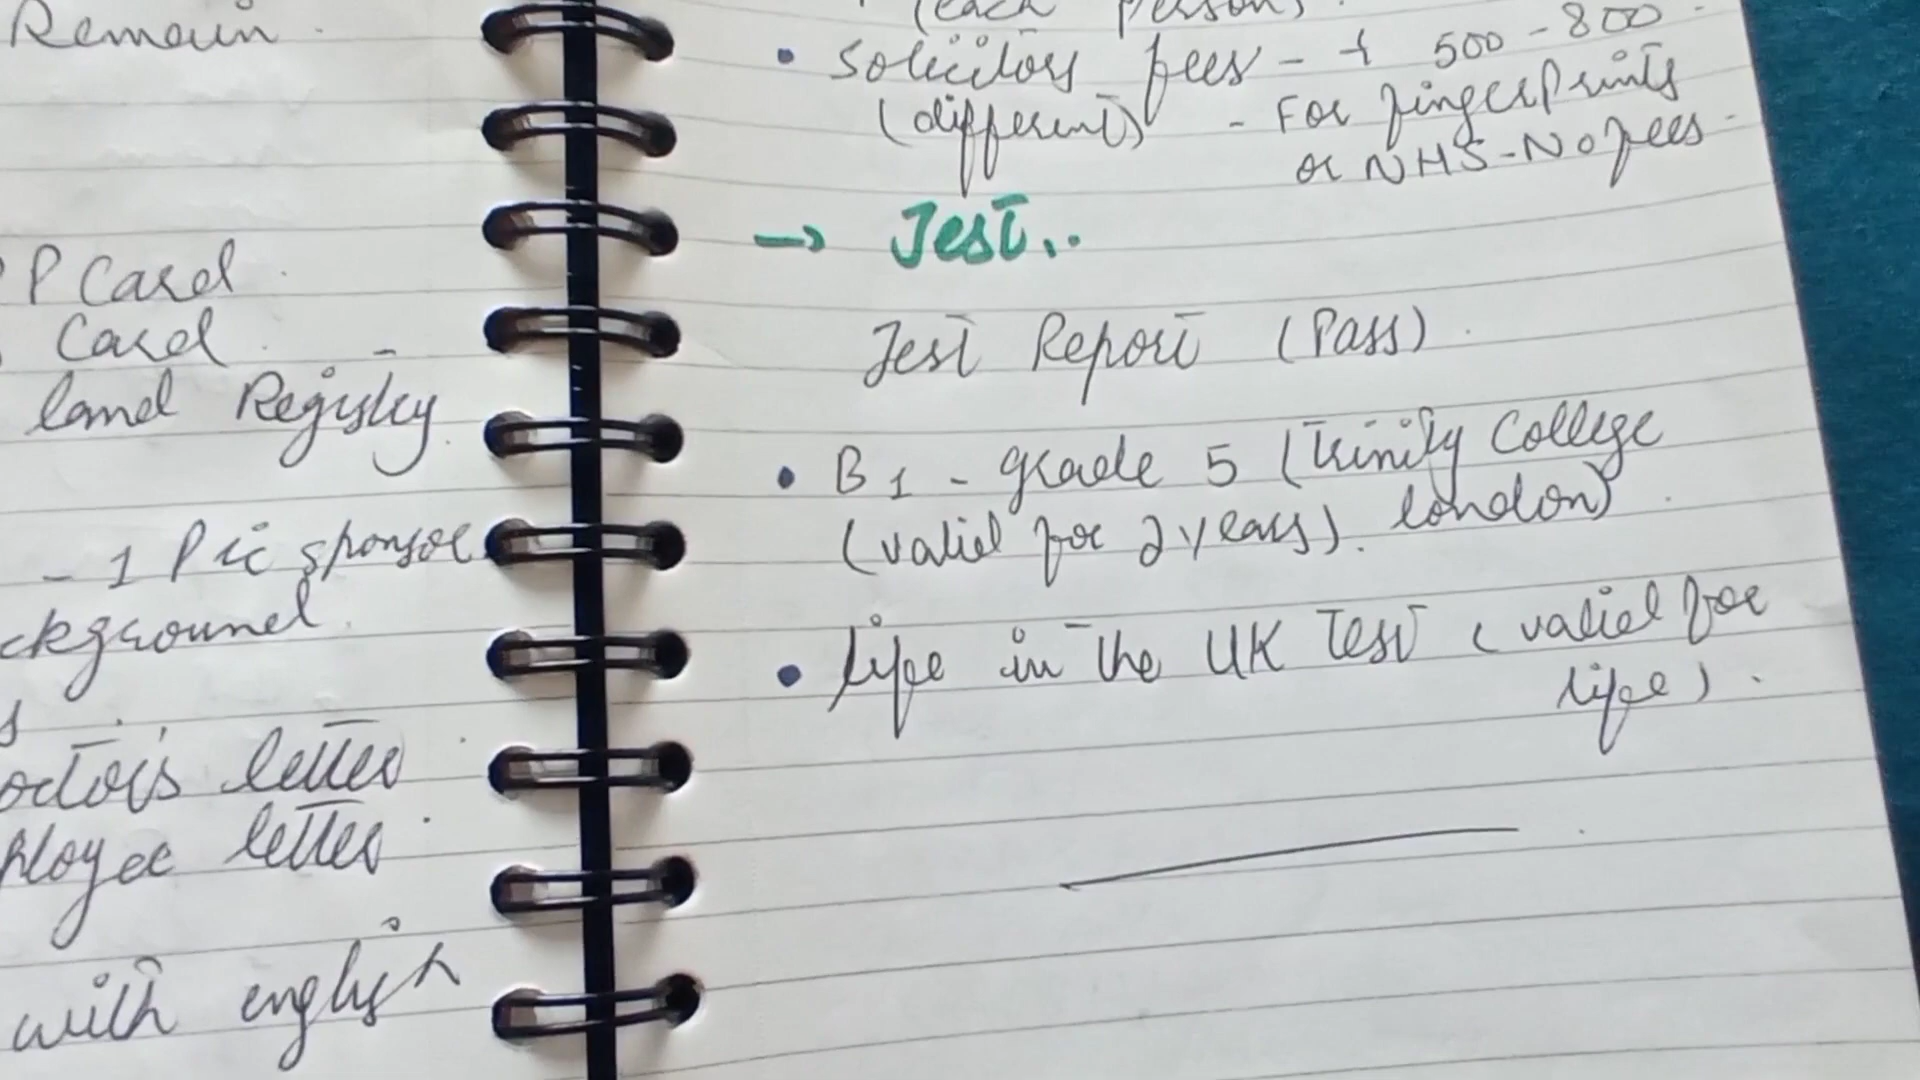 Remain.
P Card.
Card.
land Registry.
- 1 Pic sponsor
ckground.
octor's letter
ployee letter.
with english
(each person).
• Solicitors fees - £ 500 - 800.
(different) - For fingerprints
or NHS - No fees.
→ Test..
Test Report (Pass).
• B1 - grade 5 (Trinity College
(valid for 2 years). London).
• life in the UK Test (valid for
life).